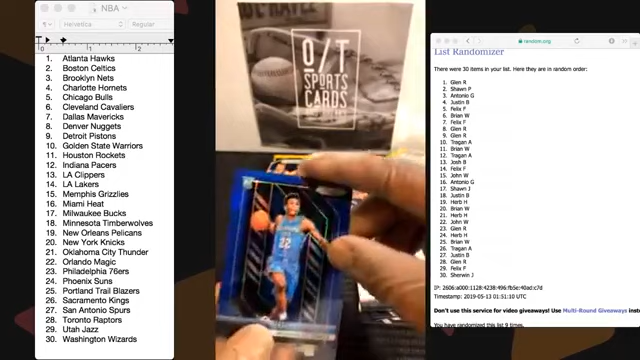 NBA
Helvetica
Regular
0
1
2
1. Atlanta Hawks
2. Boston Celtics
3. Brooklyn Nets
4. Charlotte Hornets
5. Chicago Bulls
6. Cleveland Cavaliers
7. Dallas Mavericks
8. Denver Nuggets
9. Detroit Pistons
10. Golden State Warriors
11. Houston Rockets
12. Indiana Pacers
13. LA Clippers
14. LA Lakers
15. Memphis Grizzlies
16. Miami Heat
17. Milwaukee Bucks
18. Minnesota Timberwolves
19. New Orleans Pelicans
20. New York Knicks
21. Oklahoma City Thunder
22. Orlando Magic
23. Philadelphia 76ers
24. Phoenix Suns
25. Portland Trail Blazers
26. Sacramento Kings
27. San Antonio Spurs
28. Toronto Raptors
29. Utah Jazz
30. Washington Wizards
O/T
SPORTS
CARDS
22
random.org
List Randomizer
There were 30 items in your list. Here they are in random order:
1. Glen R
2. Shawn P
3. Antonio G
4. Justin B
5. Felix F
6. Brian W
7. Felix F
8. Glen R
9. Glen R
10. Tragan A
11. Brian W
12. Tragan A
13. Josh B
14. Felix F
15. John W
16. Antonio G
17. Shawn J
18. Justin B
19. Herb H
20. Brian W
21. Herb H
22. John W
23. Glen R
24. Herb H
25. Brian W
26. Tragan A
27. Justin B
28. Glen R
29. Felix F
30. Sherwin J
Timestamp: 2019-05-13 01:51:10 UTC
Don't use this service for video giveaways! Use Multi-Round Giveaways inst
You have randomized this list 9 times.